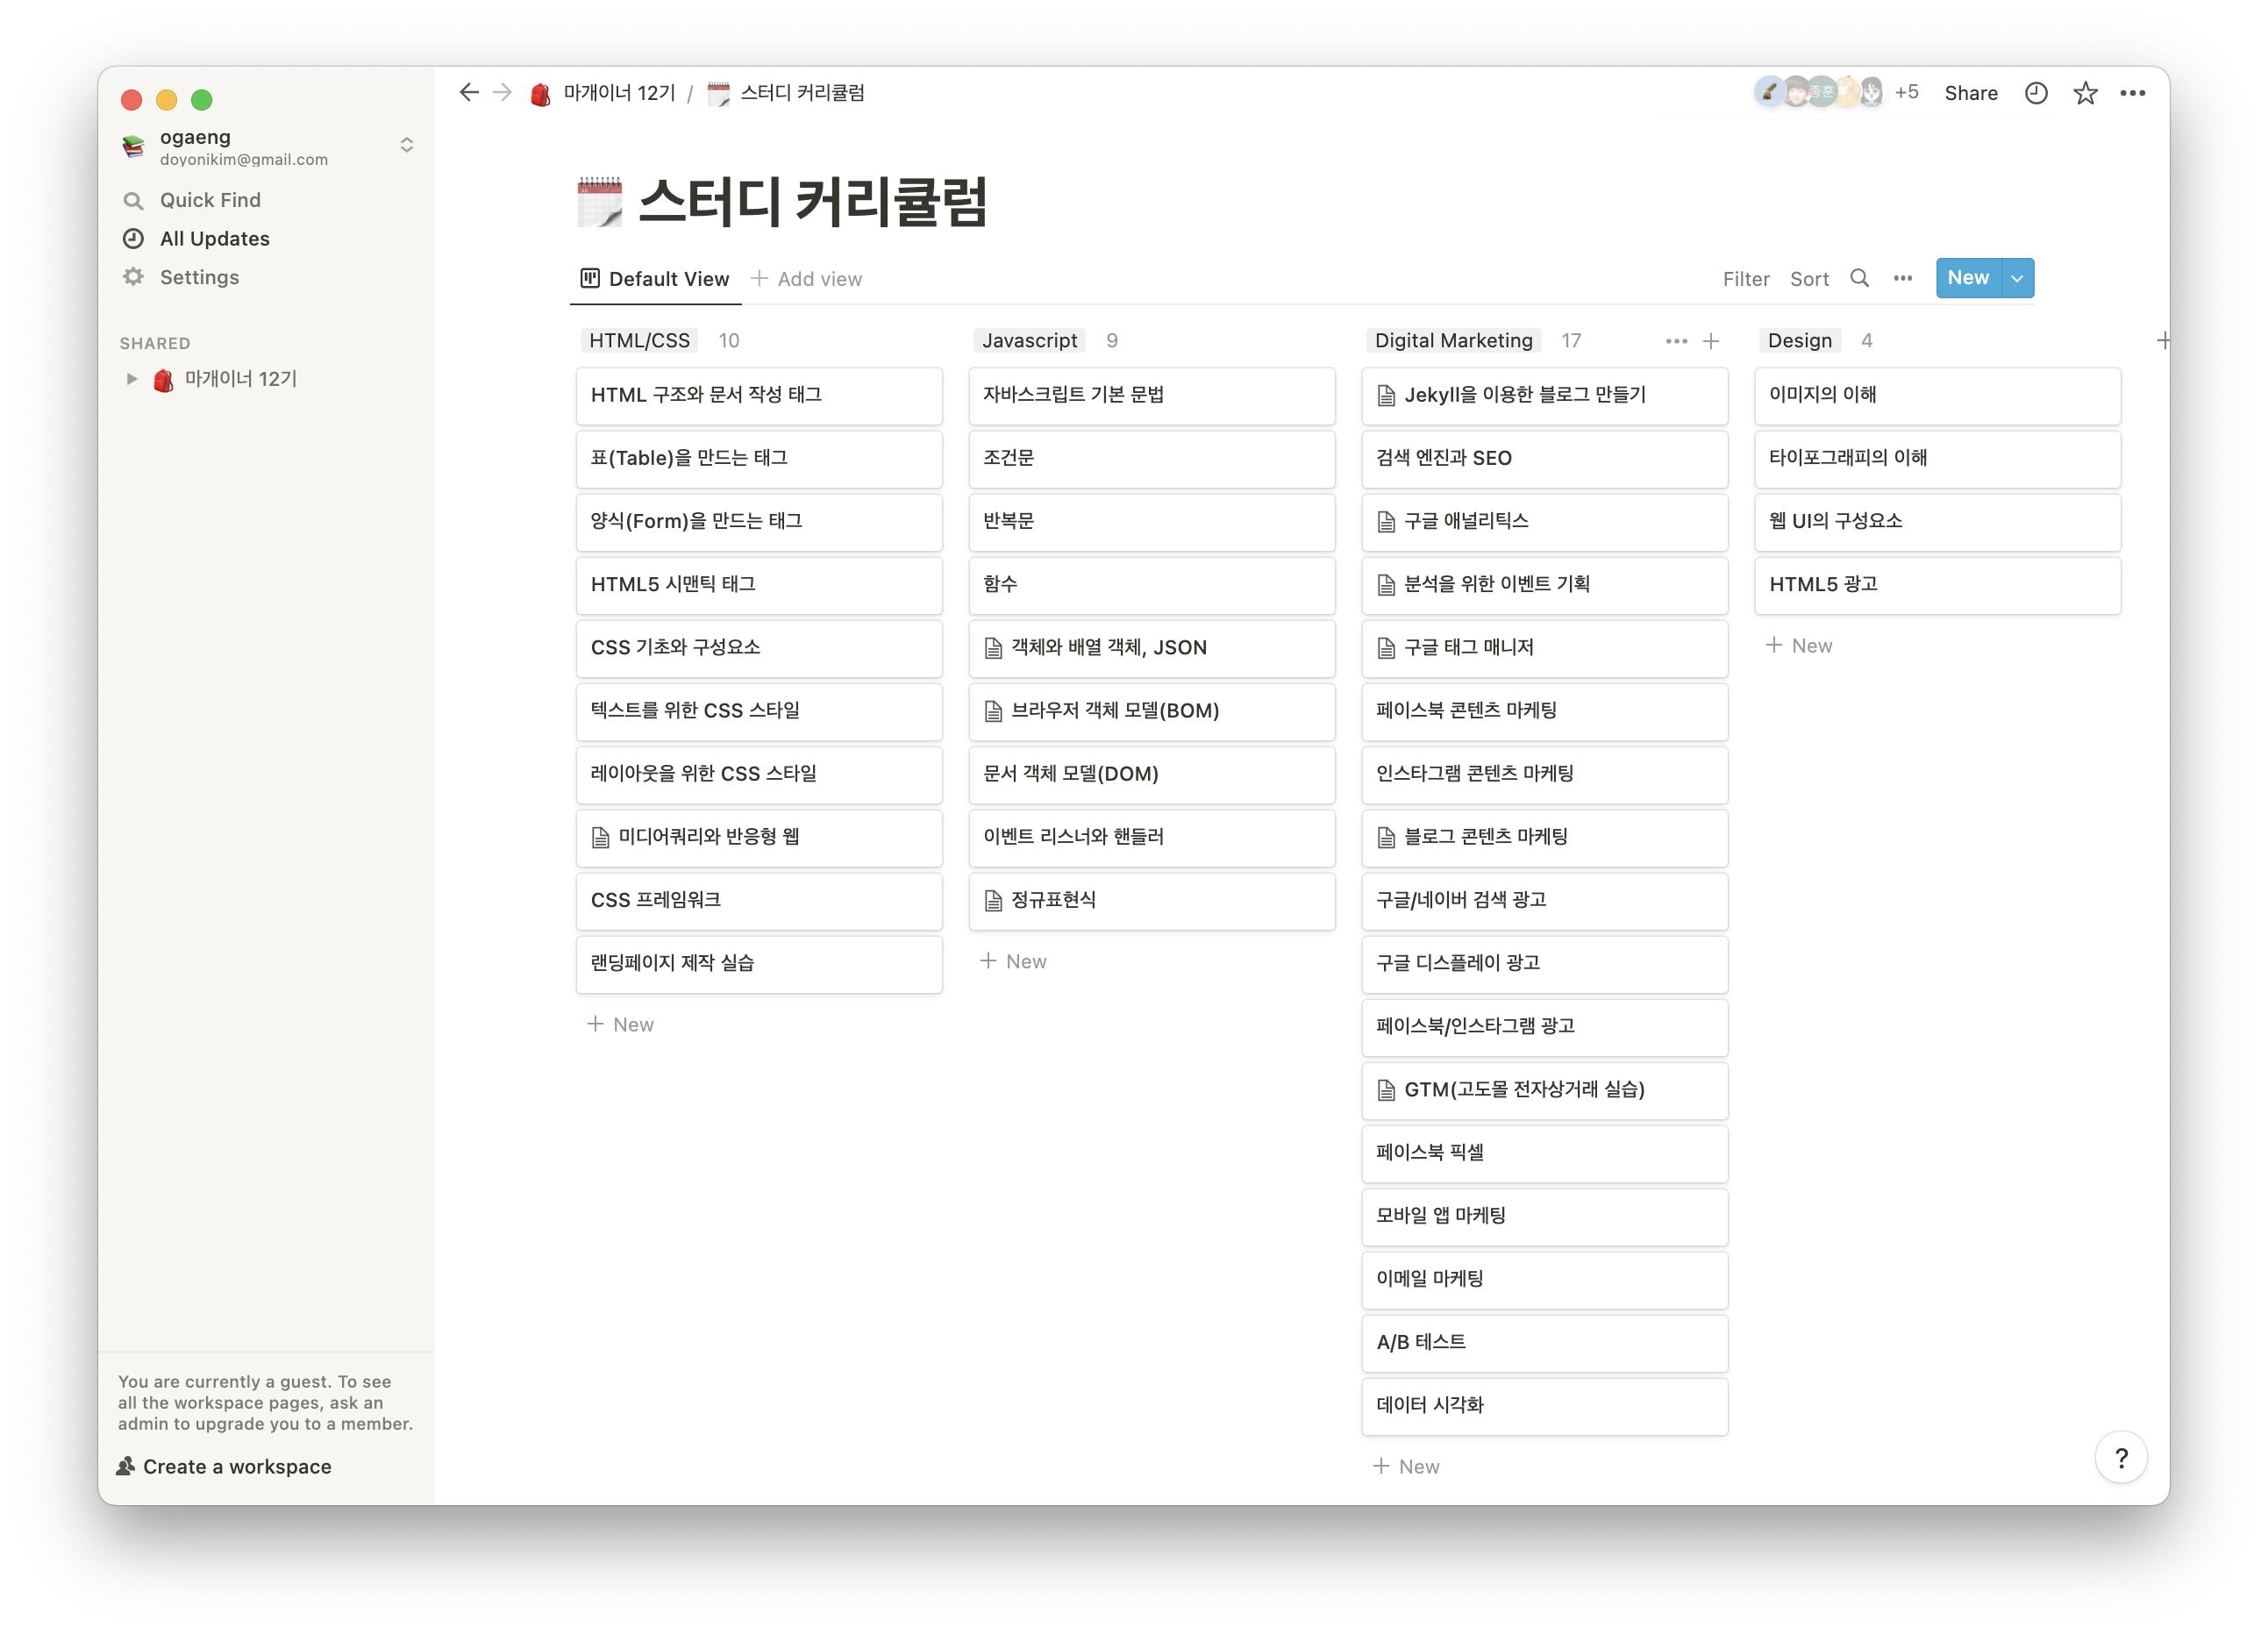 마개이너 12기 / 스터디 커리큘럼
종훈
+5
Share
ogaeng
doyonikim@gmail.com
Quick Find
All Updates
Settings
SHARED
마개이너 12기
You are currently a guest. To see
all the workspace pages, ask an
admin to upgrade you to a member.
Create a workspace
스터디 커리큘럼
Default View
Add view
Filter
Sort
New
HTML/CSS 10
HTML 구조와 문서 작성 태그
표(Table)을 만드는 태그
양식(Form)을 만드는 태그
HTML5 시맨틱 태그
CSS 기초와 구성요소
텍스트를 위한 CSS 스타일
레이아웃을 위한 CSS 스타일
미디어쿼리와 반응형 웹
CSS 프레임워크
랜딩페이지 제작 실습
New
Javascript 9
자바스크립트 기본 문법
조건문
반복문
함수
객체와 배열 객체, JSON
브라우저 객체 모델(BOM)
문서 객체 모델(DOM)
이벤트 리스너와 핸들러
정규표현식
New
Digital Marketing 17
Jekyll을 이용한 블로그 만들기
검색 엔진과 SEO
구글 애널리틱스
분석을 위한 이벤트 기획
구글 태그 매니저
페이스북 콘텐츠 마케팅
인스타그램 콘텐츠 마케팅
블로그 콘텐츠 마케팅
구글/네이버 검색 광고
구글 디스플레이 광고
페이스북/인스타그램 광고
GTM(고도몰 전자상거래 실습)
페이스북 픽셀
모바일 앱 마케팅
이메일 마케팅
A/B 테스트
데이터 시각화
New
Design 4
이미지의 이해
타이포그래피의 이해
웹 UI의 구성요소
HTML5 광고
New
?